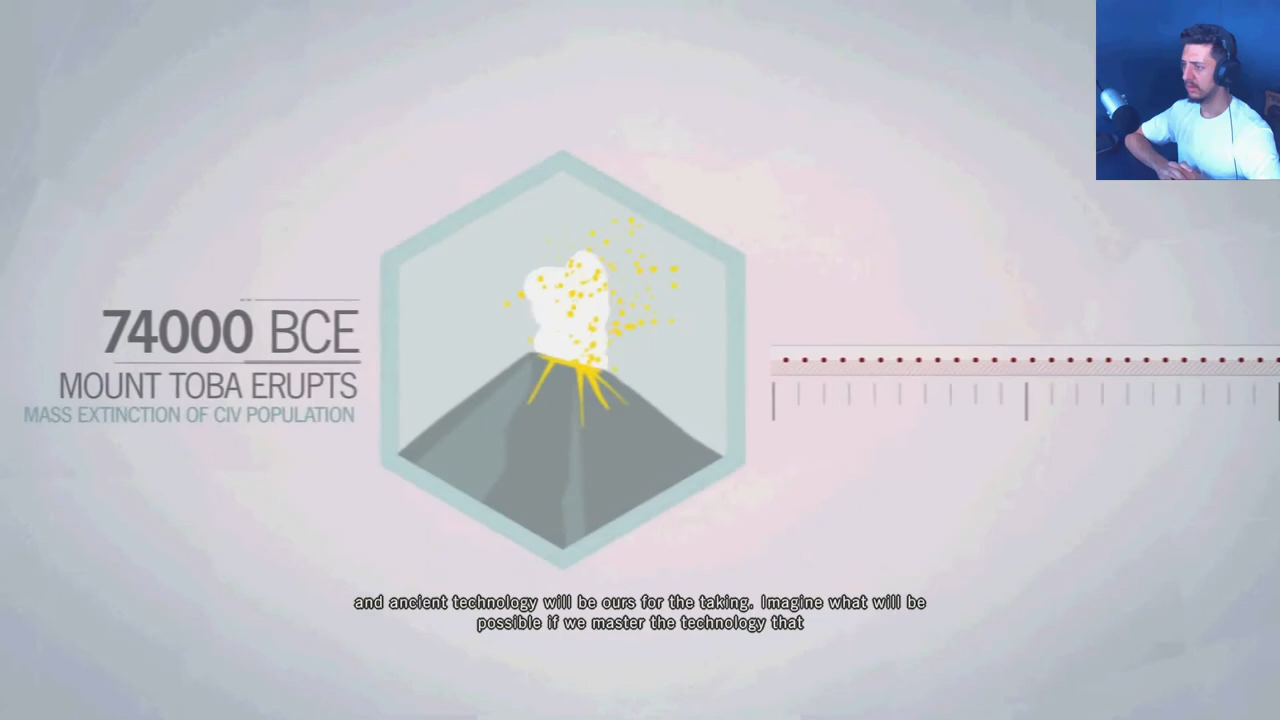 74000 BCE
MOUNT TOBA ERUPTS
MASS EXTINCTION OF CIV POPULATION
and ancient technology will be ours for the taking. Imagine what will be
possible if we master the technology that